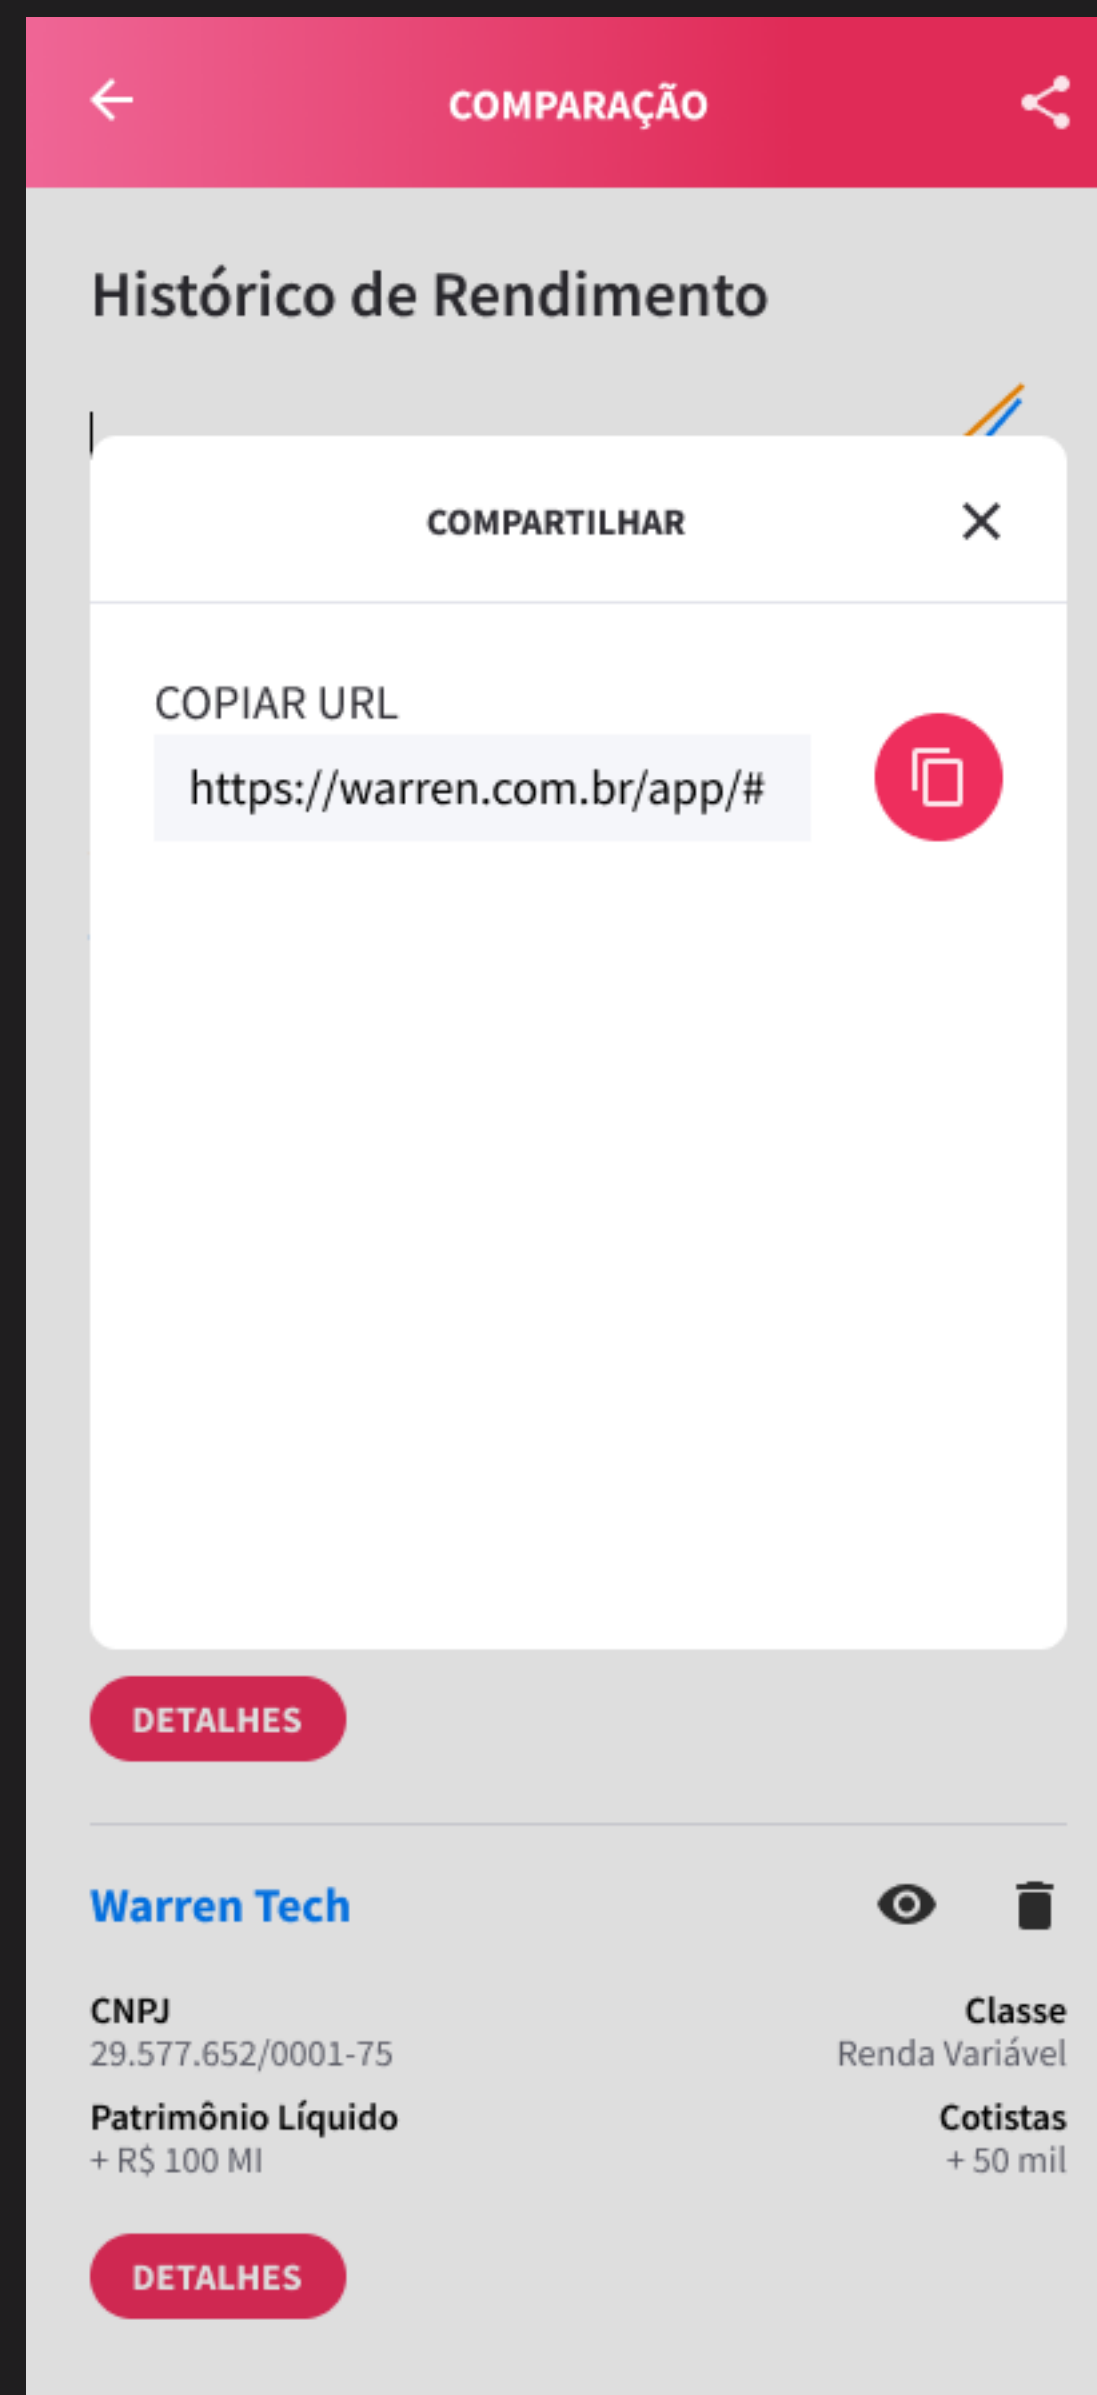 COMPARAÇÃO
Histórico de Rendimento
COMPARTILHAR
COPIAR URL
https://warren.com.br/app/#
DETALHES
Warren Tech
CNPJ
Classe
29.577.652/0001-75
Renda Variável
Patrimônio Líquido
Cotistas
+ R$ 100 MI
+ 50 mil
DETALHES